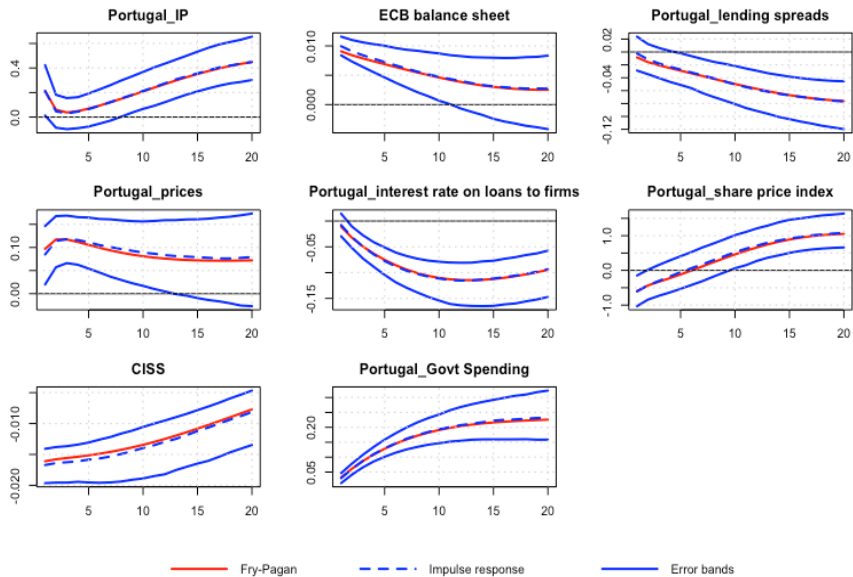 Portugal_IP
0.4
0.0
5 10 15 20
ECB balance sheet
0.010
0.000
5 10 15 20
Portugal_lending spreads
0.02
-0.04
-0.12
5 10 15 20
Portugal_prices
0.10
0.00
5 10 15 20
Portugal_interest rate on loans to firms
-0.05
-0.15
5 10 15 20
Portugal_share price index
1.0
0.0
-1.0
5 10 15 20
CISS
-0.010
-0.020
5 10 15 20
Portugal_Govt Spending
0.20
0.05
5 10 15 20
Fry-Pagan
Impulse response
Error bands